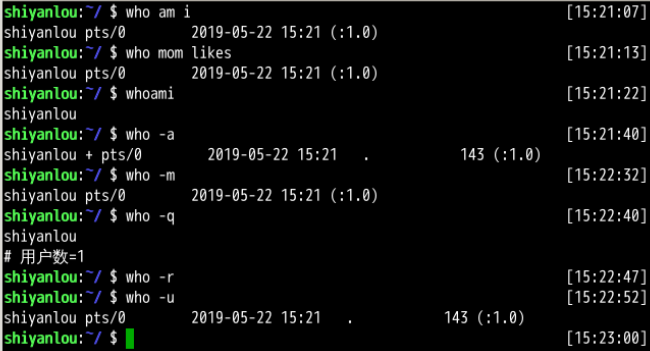 shiyanlou:~/ $ who am i [15:21:07]
shiyanlou pts/0 2019-05-22 15:21 (:1.0)
shiyanlou:~/ $ who mom likes [15:21:13]
shiyanlou pts/0 2019-05-22 15:21 (:1.0)
shiyanlou:~/ $ whoami [15:21:22]
shiyanlou
shiyanlou:~/ $ who -a [15:21:40]
shiyanlou + pts/0 2019-05-22 15:21 . 143 (:1.0)
shiyanlou:~/ $ who -m [15:22:32]
shiyanlou pts/0 2019-05-22 15:21 (:1.0)
shiyanlou:~/ $ who -q [15:22:40]
shiyanlou
# 用户数=1
shiyanlou:~/ $ who -r [15:22:47]
shiyanlou:~/ $ who -u [15:22:52]
shiyanlou pts/0 2019-05-22 15:21 . 143 (:1.0)
shiyanlou:~/ $ [15:23:00]